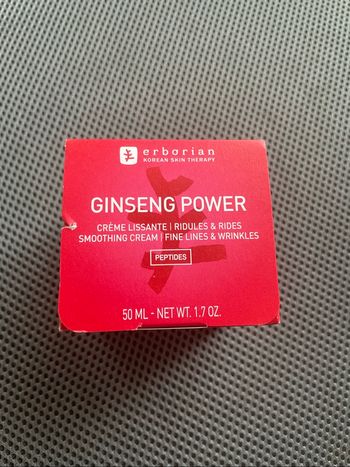 erborian
KOREAN SKIN THERAPY
GINSENG POWER
CRÈME LISSANTE | RIDULES & RIDES
SMOOTHING CREAM | FINE LINES & WRINKLES
PEPTIDES
50 ML - NET WT. 1.7 OZ.